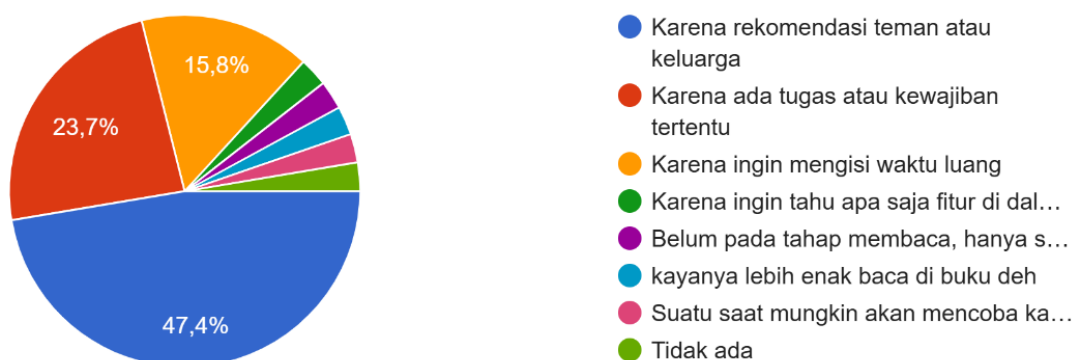 15,8%
23,7%
47,4%
Karena rekomendasi teman atau
keluarga
Karena ada tugas atau kewajiban
tertentu
Karena ingin mengisi waktu luang
Karena ingin tahu apa saja fitur di dal…
Belum pada tahap membaca, hanya s…
kayanya lebih enak baca di buku deh
Suatu saat mungkin akan mencoba ka…
Tidak ada